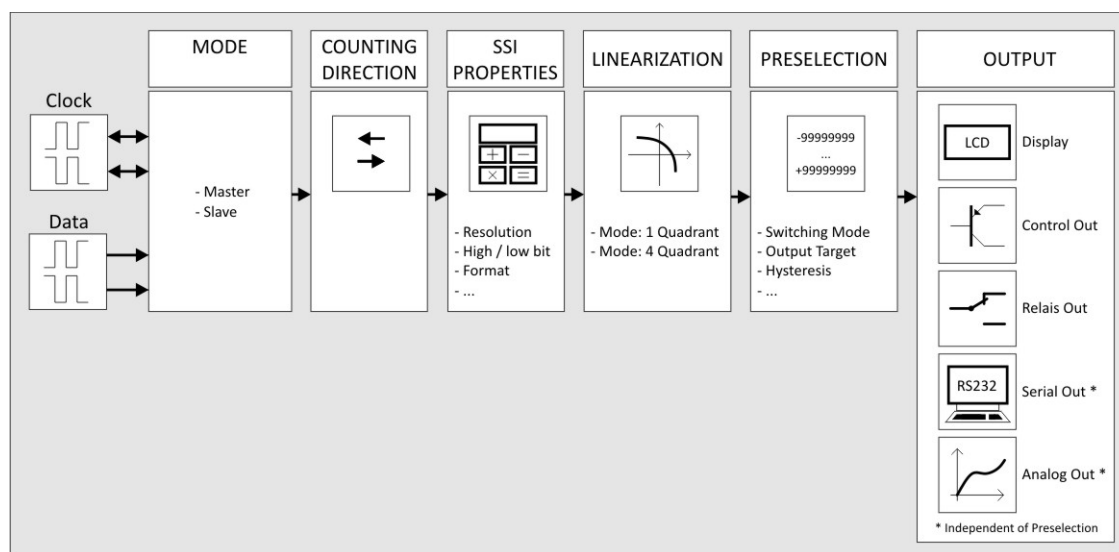 MODE
COUNTING
DIRECTION
SSI
PROPERTIES
LINEARIZATION
PRESELECTION
OUTPUT
Clock
Data
- Master
- Slave
- Resolution
- High / low bit
- Format
- ...
- Mode: 1 Quadrant
- Mode: 4 Quadrant
-99999999
...
+99999999
- Switching Mode
- Output Target
- Hysteresis
- ...
LCD
Display
Control Out
Relais Out
RS232
Serial Out *
Analog Out *
* Independent of Preselection